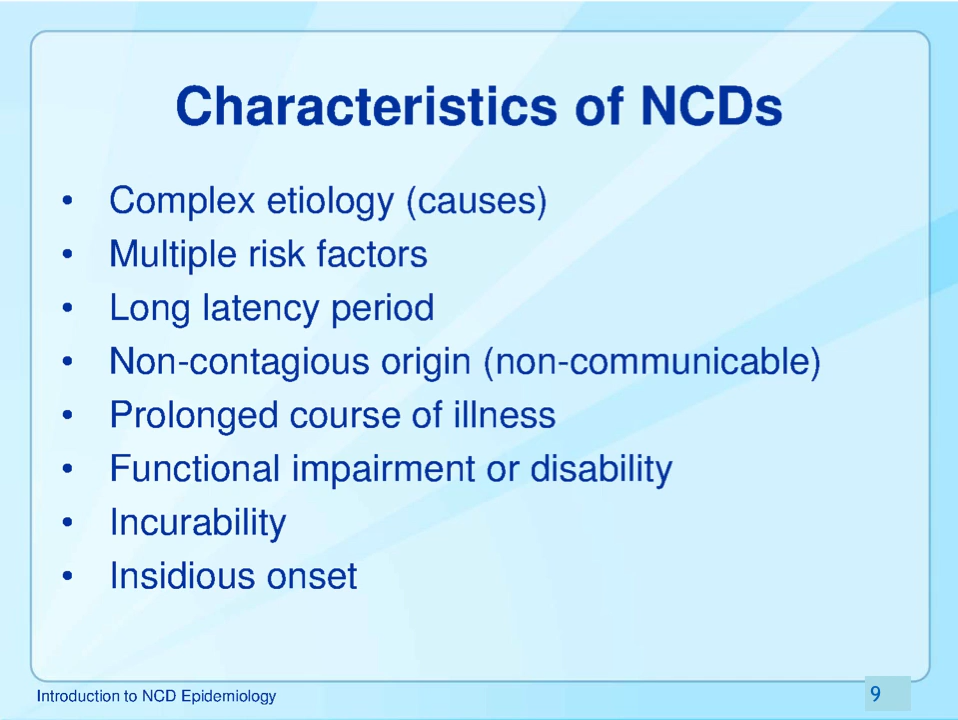 Characteristics of NCDs
• Complex etiology (causes)
• Multiple risk factors
• Long latency period
• Non-contagious origin (non-communicable)
• Prolonged course of illness
• Functional impairment or disability
• Incurability
• Insidious onset
Introduction to NCD Epidemiology
9